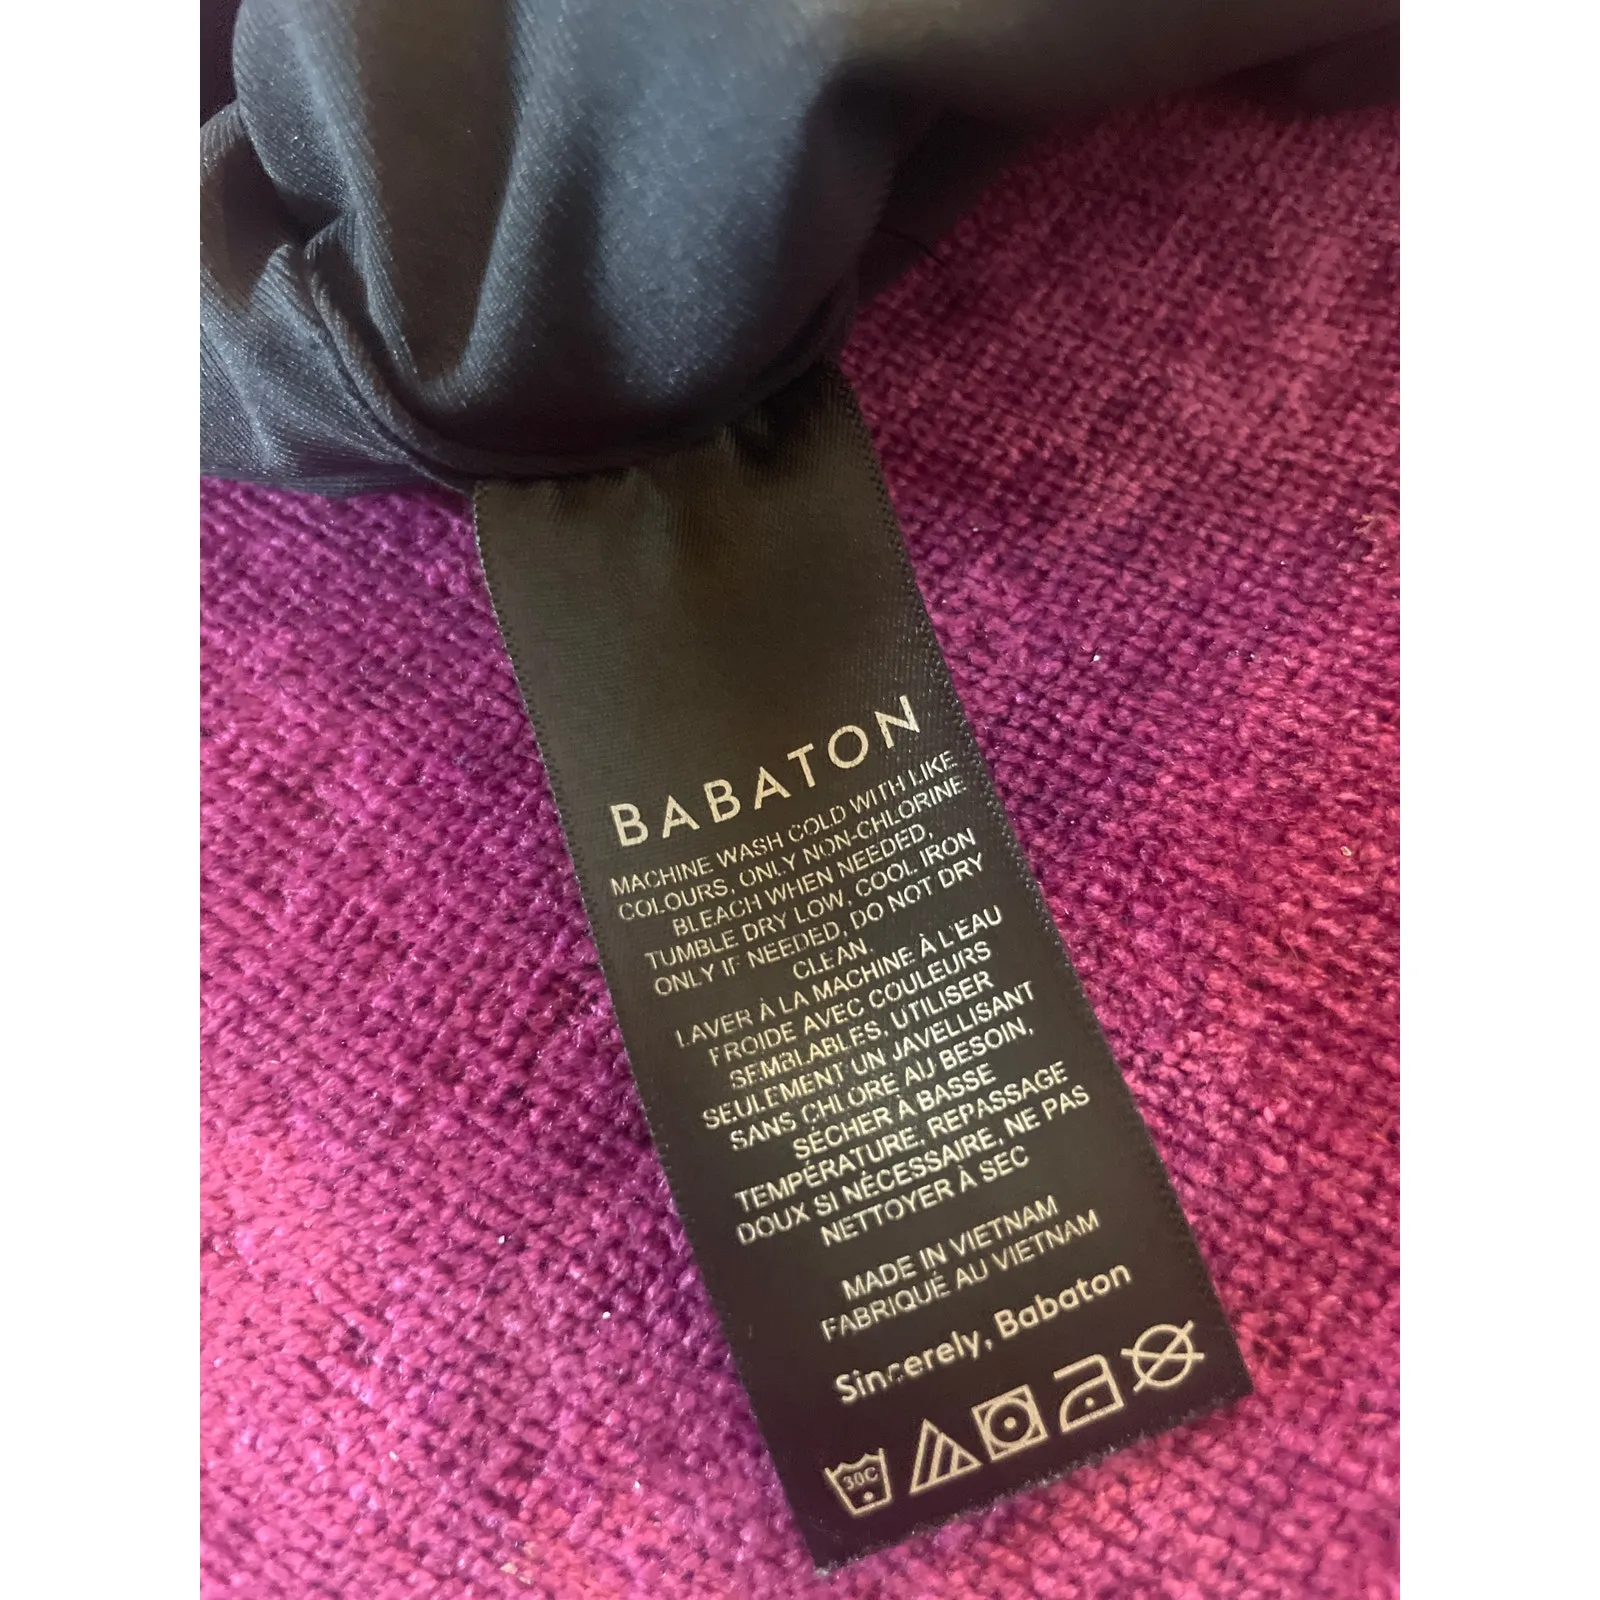 BABATON
MACHINE WASH COLD WITH LIKE
COLOURS, ONLY NON-CHLORINE
BLEACH WHEN NEEDED,
TUMBLE DRY LOW, COOL IRON
ONLY IF NEEDED, DO NOT DRY
CLEAN.
LAVER À LA MACHINE À L'EAU
FROIDE AVEC COULEURS
SEMBLABLES, UTILISER
SEULEMENT UN JAVELLISANT
SANS CHLORE AU BESOIN,
SÉCHER À BASSE
TEMPÉRATURE, REPASSAGE
DOUX SI NÉCESSAIRE, NE PAS
NETTOYER À SEC
MADE IN VIETNAM
FABRIQUÉ AU VIETNAM
Sincerely, Babaton
30C